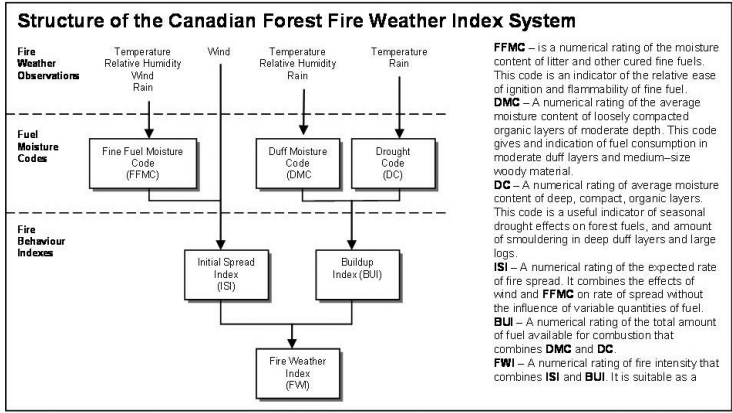 Structure of the Canadian Forest Fire Weather Index System
Fire
Weather
Observations
Temperature
Relative Humidity
Wind
Rain
Wind
Temperature
Relative Humidity
Rain
Temperature
Rain
Fuel
Moisture
Codes
Fine Fuel Moisture
Code
(FFMC)
Duff Moisture
Code
(DMC
Drought
Code
(DC)
Fire
Behaviour
Indexes
Initial Spread
Index
(ISI)
Buildup
Index (BUI)
Fire Weather
Index
(FWI)
FFMC – is a numerical rating of the moisture
content of litter and other cured fine fuels.
This code is an indicator of the relative ease
of ignition and flammability of fine fuel.
DMC – A numerical rating of the average
moisture content of loosely compacted
organic layers of moderate depth. This code
gives and indication of fuel consumption in
moderate duff layers and medium–size
woody material.
DC – A numerical rating of average moisture
content of deep, compact, organic layers.
This code is a useful indicator of seasonal
drought effects on forest fuels, and amount
of smouldering in deep duff layers and large
logs.
ISI – A numerical rating of the expected rate
of fire spread. It combines the effects of
wind and FFMC on rate of spread without
the influence of variable quantities of fuel.
BUI – A numerical rating of the total amount
of fuel available for combustion that
combines DMC and DC.
FWI – A numerical rating of fire intensity that
combines ISI and BUI. It is suitable as a